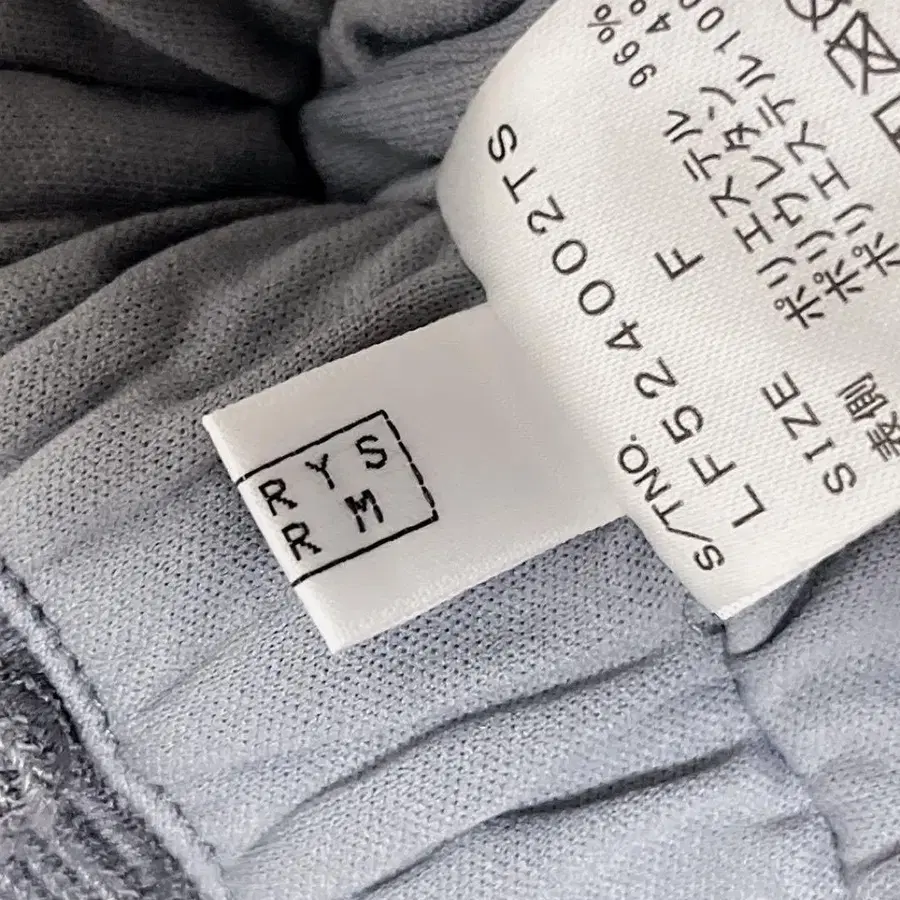 RYS
RM
S/TNO.
LF524002TS
SIZE F
表側 ポリエステル 96%
ポリウレタン 4%
ポリエステル 100